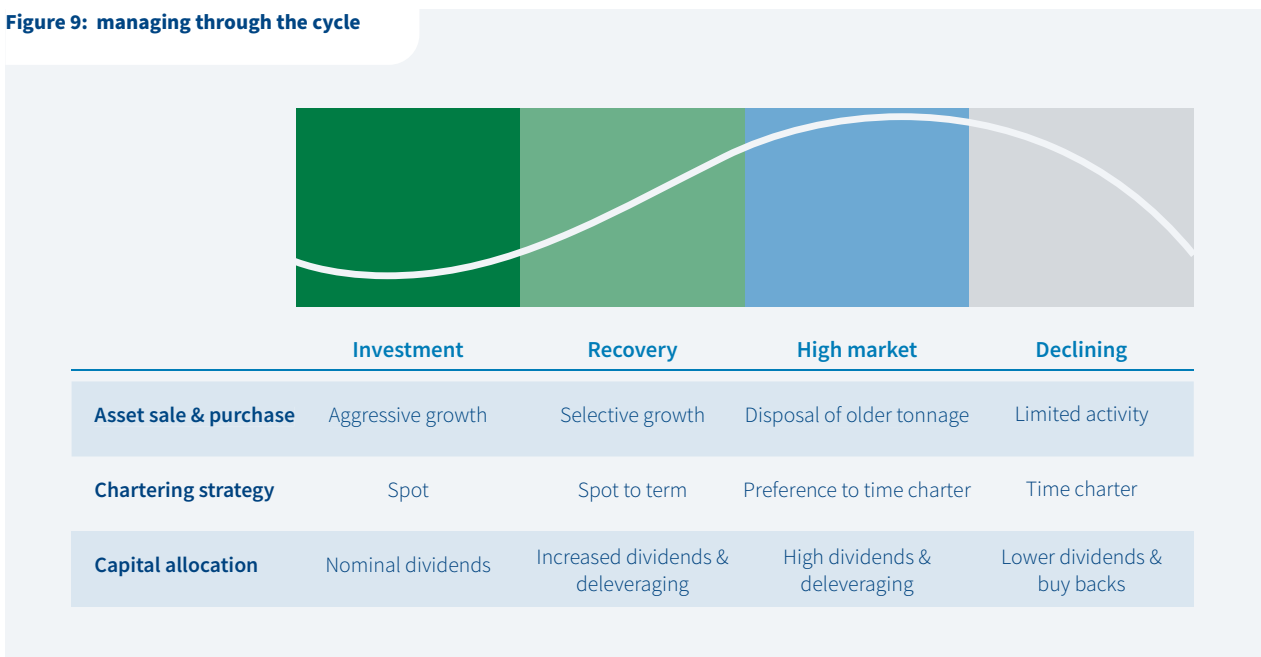 Figure 9: managing through the cycle
Investment Recovery High market Declining
Asset sale & purchase Aggressive growth Selective growth Disposal of older tonnage Limited activity
Chartering strategy Spot Spot to term Preference to time charter Time charter
Capital allocation Nominal dividends Increased dividends & deleveraging High dividends & deleveraging Lower dividends & buy backs